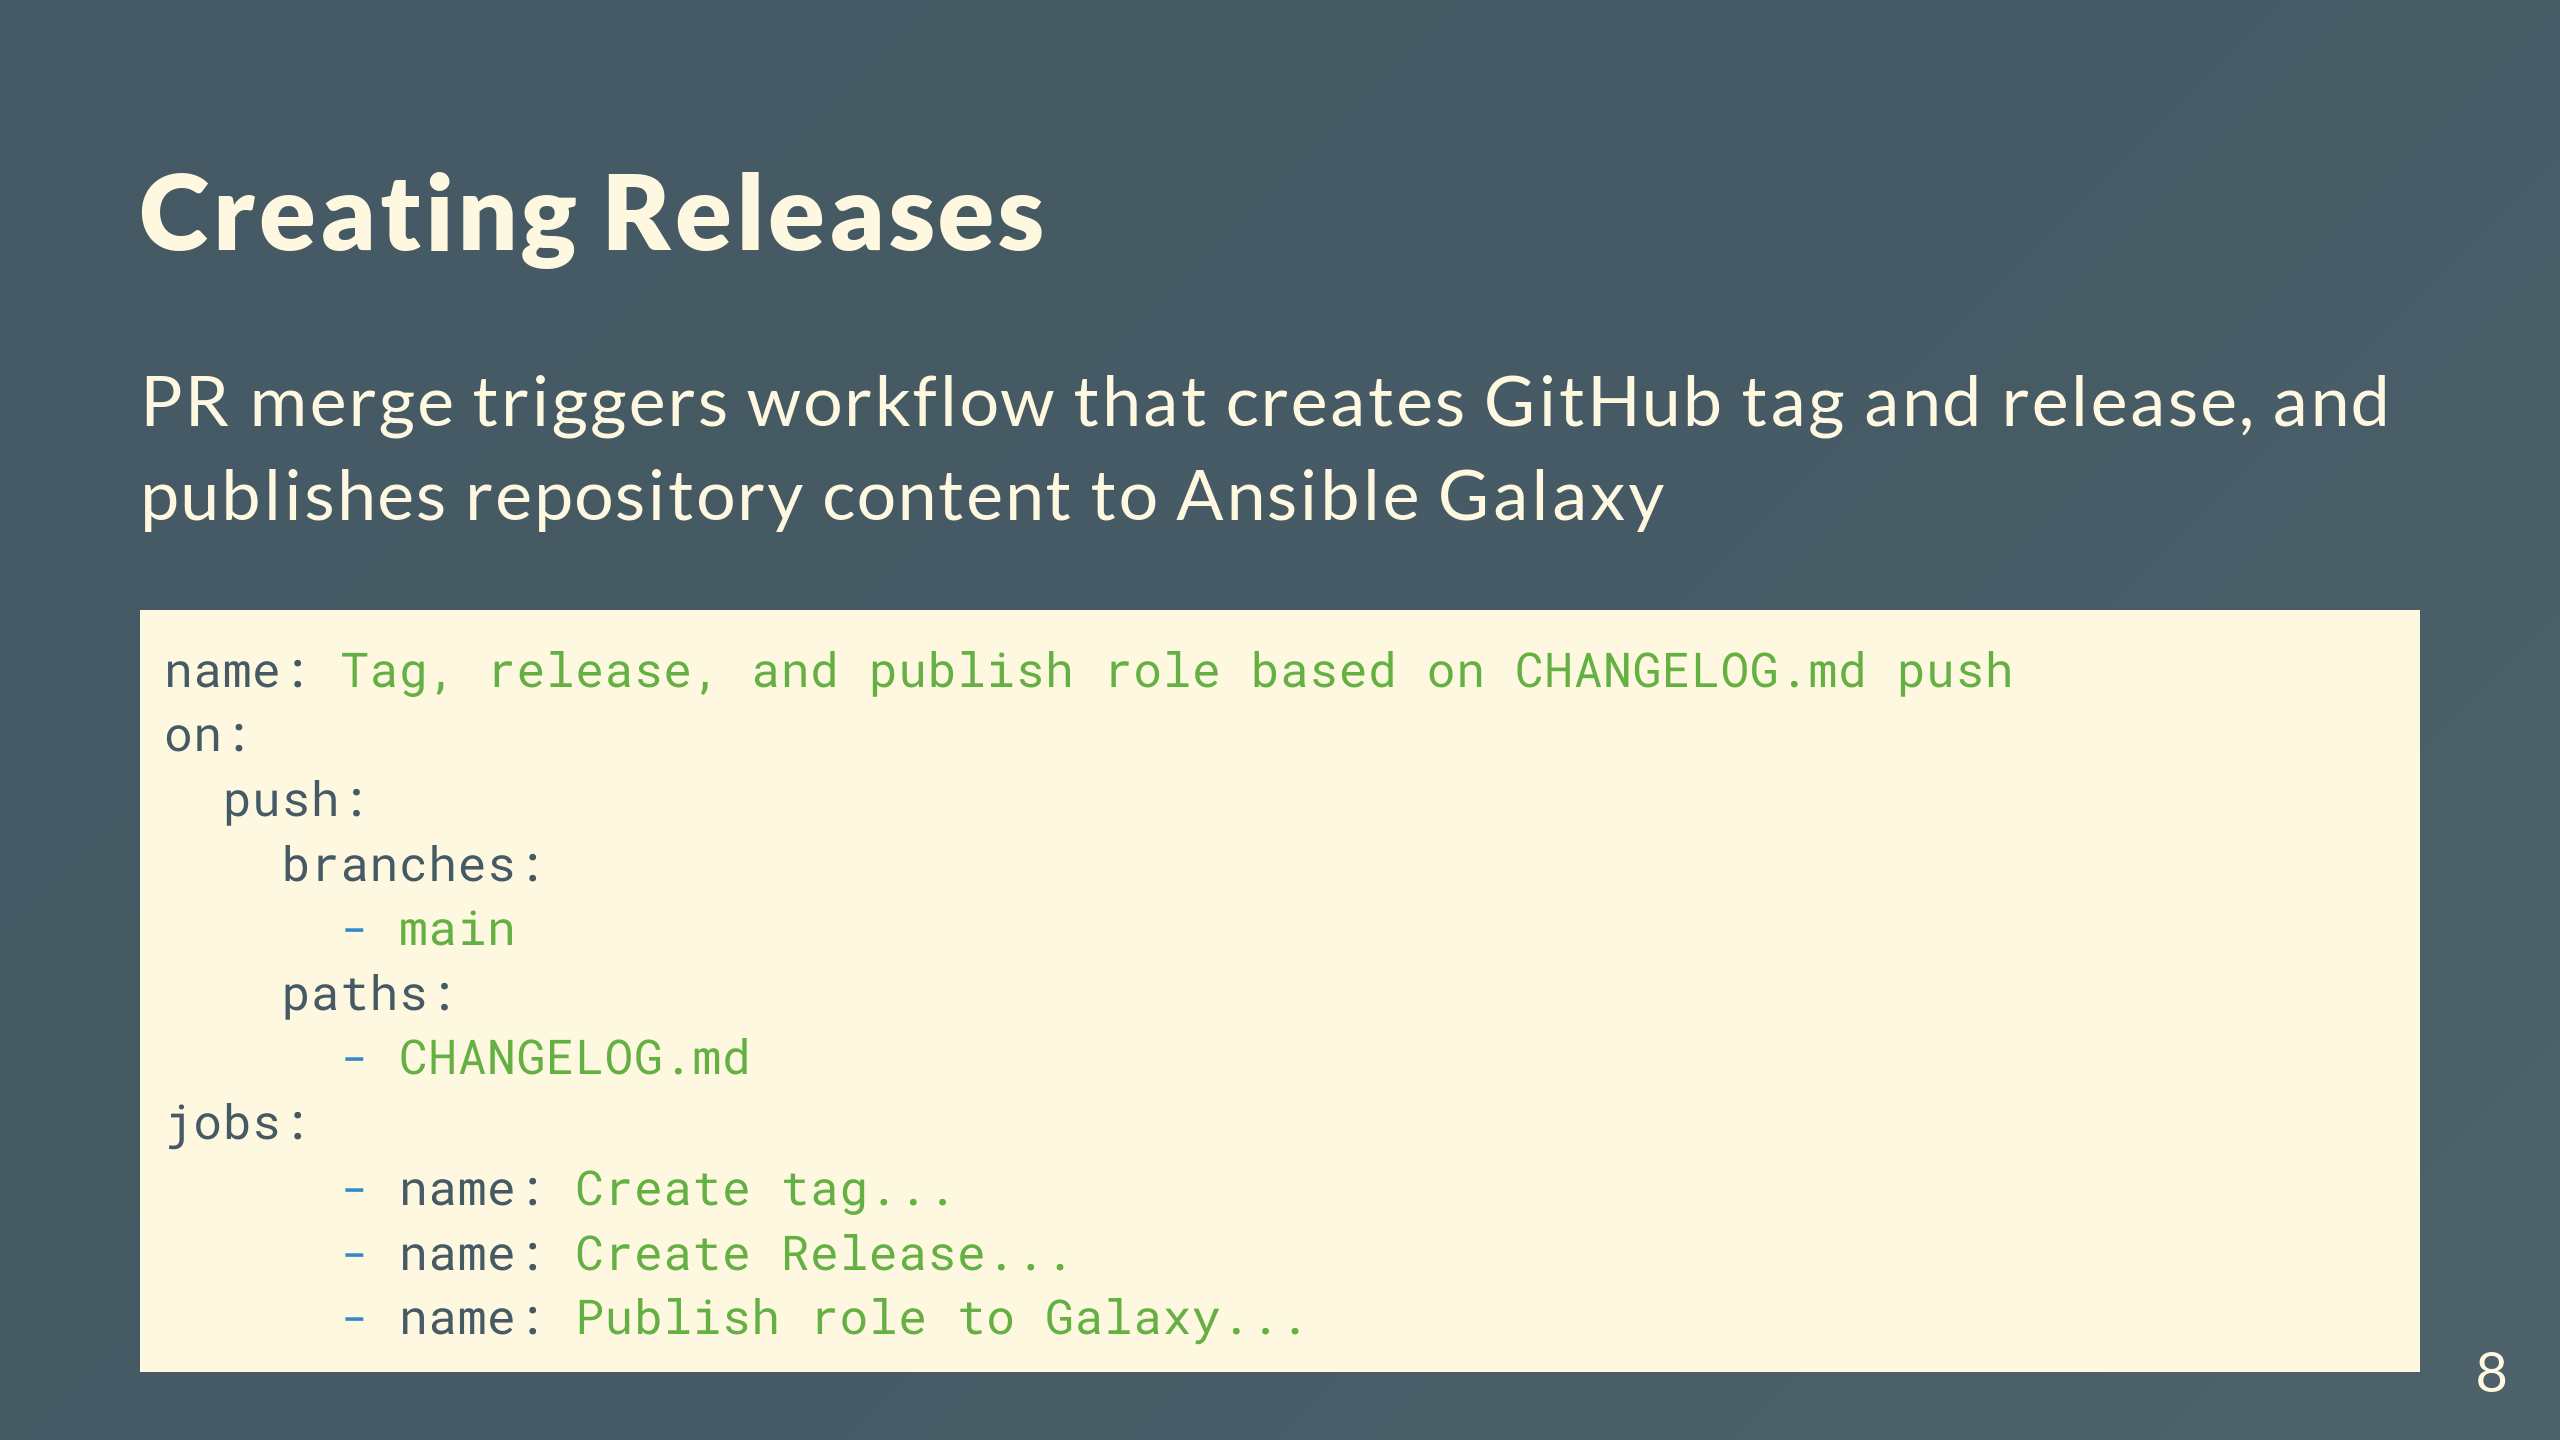 Creating Releases
PR merge triggers workflow that creates GitHub tag and release, and
publishes repository content to Ansible Galaxy
name: Tag, release, and publish role based on CHANGELOG.md push
on:
  push:
    branches:
      - main
    paths:
      - CHANGELOG.md
jobs:
      - name: Create tag...
      - name: Create Release...
      - name: Publish role to Galaxy...
8